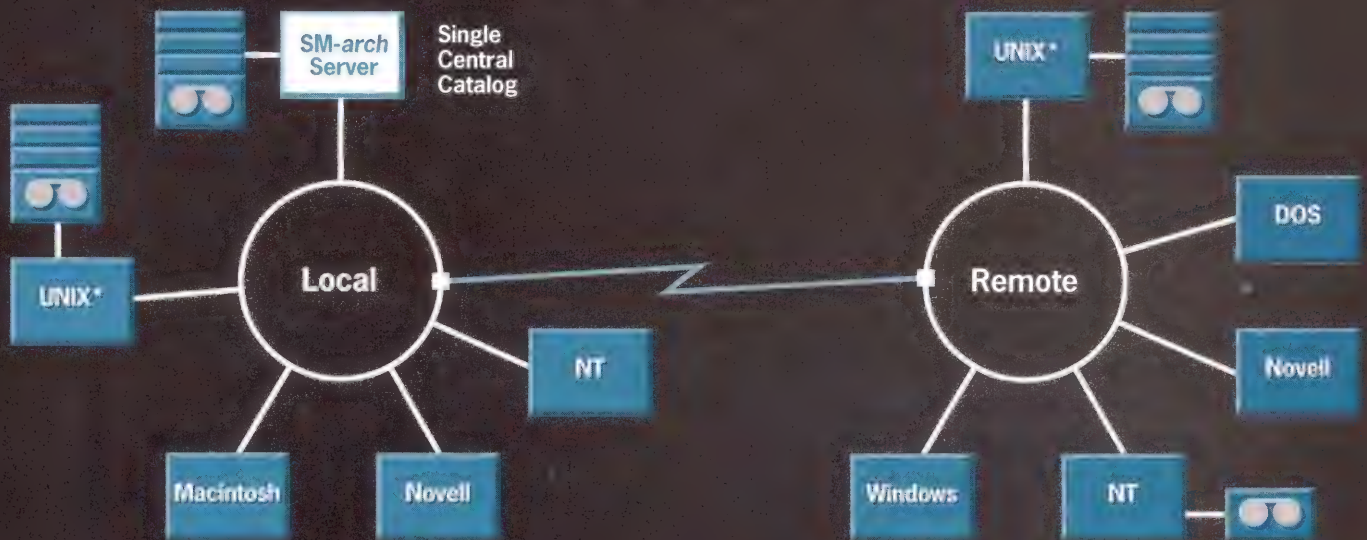 SM-arch
Server
Single
Central
Catalog
UNIX*
UNIX*
Local
NT
Macintosh
Novell
Remote
DOS
Novell
Windows
NT